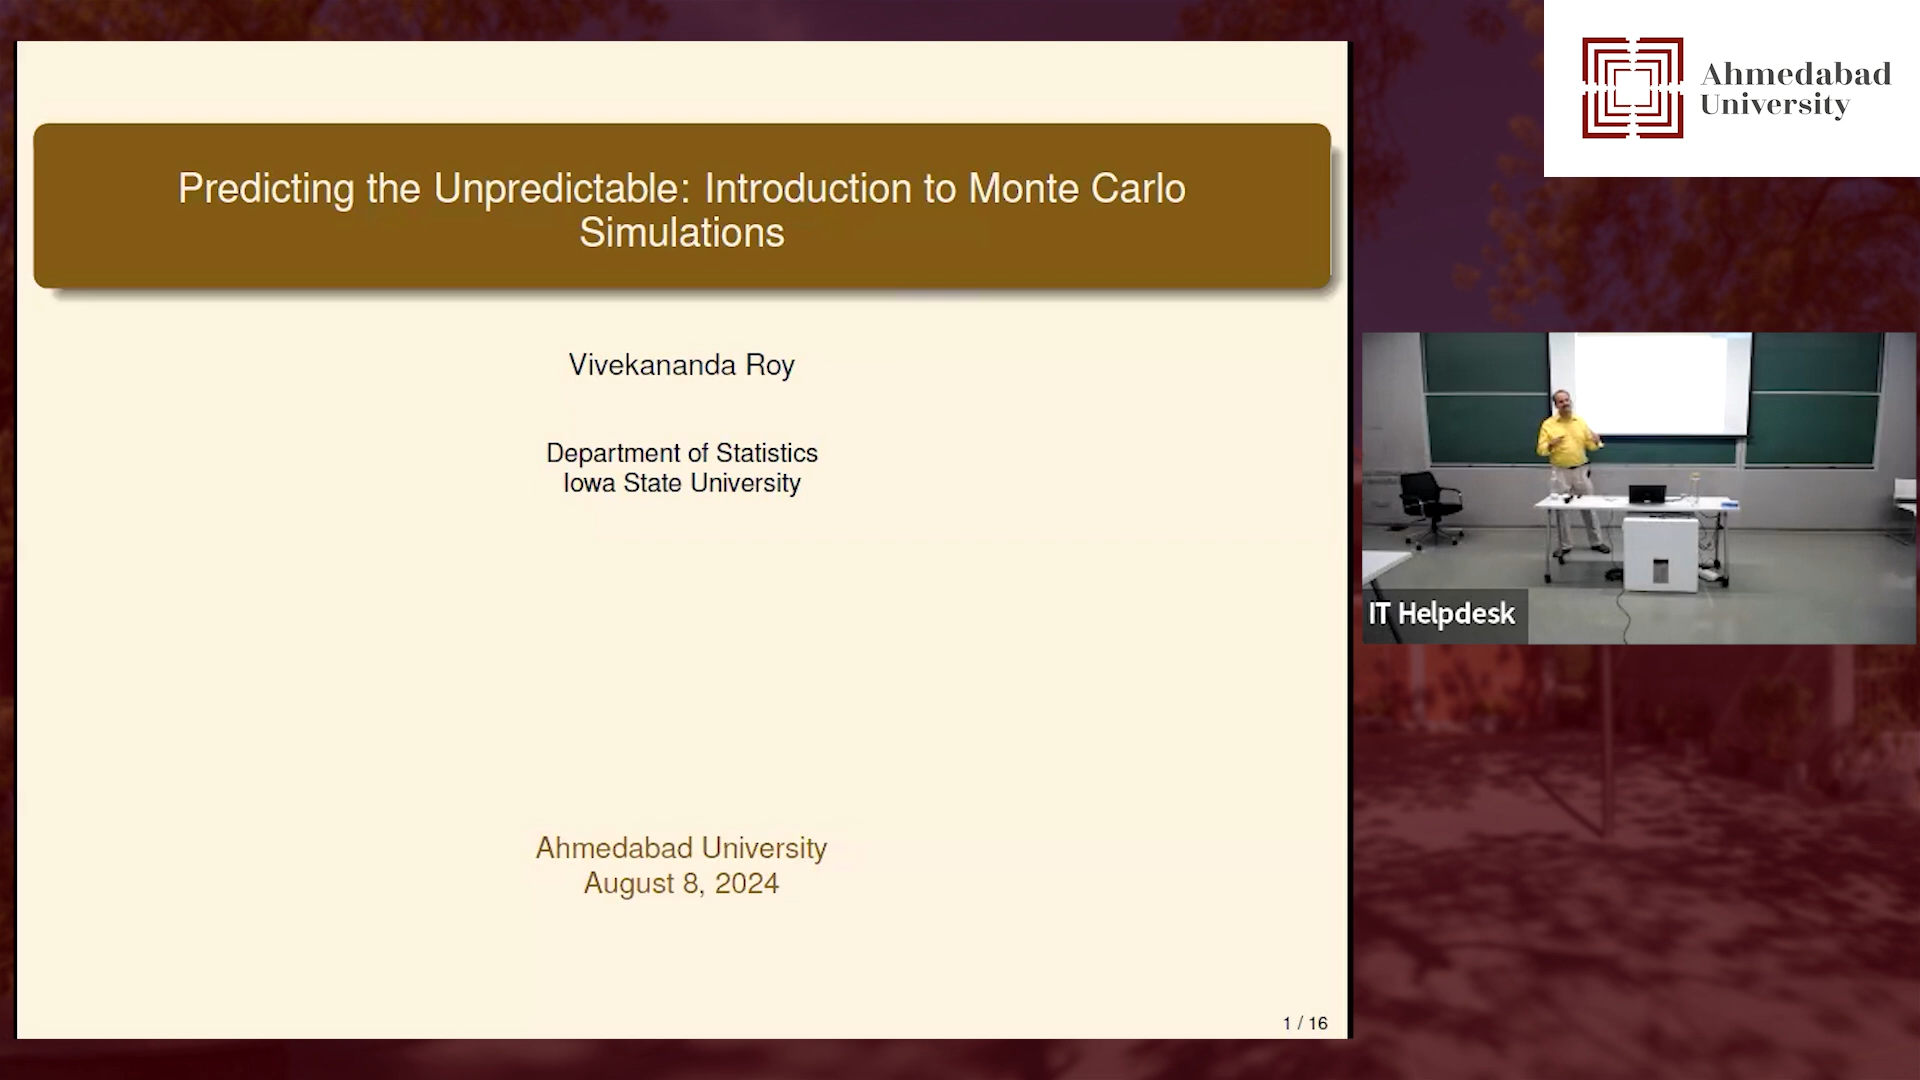 Predicting the Unpredictable: Introduction to Monte Carlo
Simulations
Vivekananda Roy
Department of Statistics
Iowa State University
Ahmedabad University
August 8, 2024
1 / 16
Ahmedabad
University
IT Helpdesk